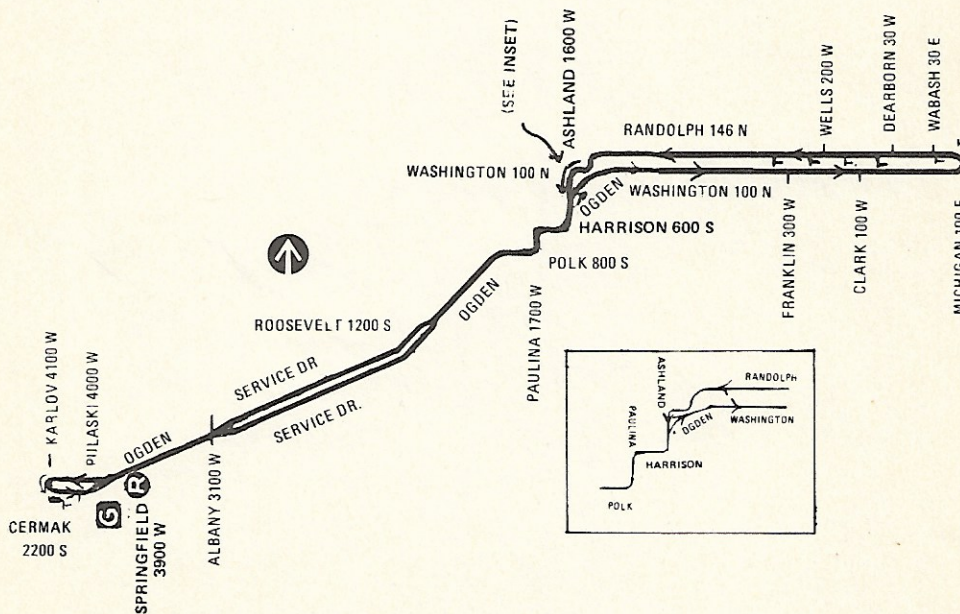 (SEE INSET)
ASHLAND 1600 W
WELLS 200 W
DEARBORN 30 W
WABASH 30 E
RANDOLPH 146 N
WASHINGTON 100 N
OGDEN
WASHINGTON 100 N
HARRISON 600 S
FRANKLIN 300 W
CLARK 100 W
MICHIGAN 100 E
POLK 800 S
OGDEN
PAULINA 1700 W
ROOSEVELT 1200 S
SERVICE DR
SERVICE DR.
KARLOV 4100 W
PULASKI 4000 W
OGDEN
ALBANY 3100 W
CERMAK
2200 S
G
R
SPRINGFIELD
3900 W
T
T
T
T
T
T
ASHLAND
RANDOLPH
PAULINA
OGDEN
WASHINGTON
HARRISON
POLK